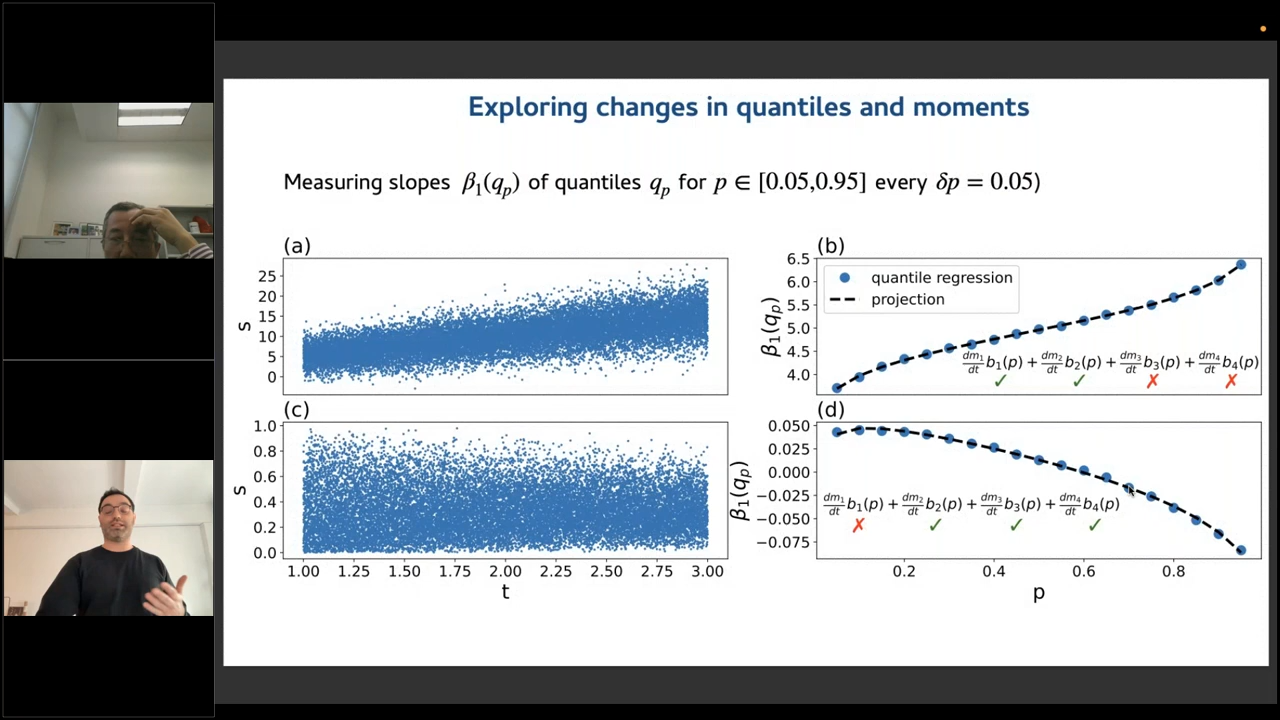 Exploring changes in quantiles and moments
Measuring slopes β₁(qₚ) of quantiles qₚ for p ∈ [0.05,0.95] every δp = 0.05)
(a)
25
20
15
10
5
0
s
(b)
6.5
6.0
5.5
5.0
4.5
4.0
β₁(qₚ)
quantile regression
projection
dm₁/dt b₁(p) + dm₂/dt b₂(p) + dm₃/dt b₃(p) + dm₄/dt b₄(p)
✓ ✓ ✗ ✗
(c)
1.0
0.8
0.6
0.4
0.2
0.0
s
1.00 1.25 1.50 1.75 2.00 2.25 2.50 2.75 3.00
t
(d)
0.050
0.025
0.000
−0.025
−0.050
−0.075
β₁(qₚ)
dm₁/dt b₁(p) + dm₂/dt b₂(p) + dm₃/dt b₃(p) + dm₄/dt b₄(p)
✗ ✓ ✓ ✓
0.2 0.4 0.6 0.8
p